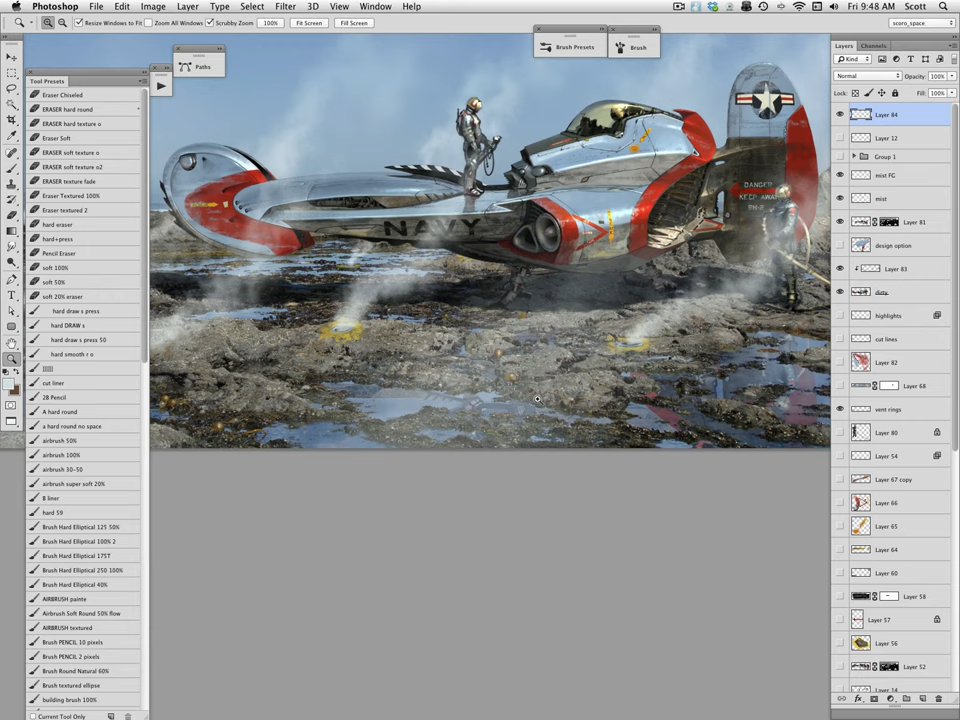 Photoshop File Edit Image Layer Type Select Filter 3D View Window Help
Fri 9:48 AM Scott
Resize Windows to Fit Zoom All Windows Scrubby Zoom 100% Fit Screen Fill Screen
scoro_space
Paths
Brush Presets
Brush
Tool Presets
Eraser Chiseled
ERASER hard round
ERASER hard texture o
Eraser Soft
ERASER soft texture o
ERASER soft texture o2
ERASER texture fade
Eraser Textured 100%
Eraser textured 2
hard eraser
hard+press
Pencil Eraser
soft 100%
soft 50%
soft 20% eraser
hard draw s press
hard DRAW s
hard draw s press 50
hard smooth r o
cut liner
2B Pencil
A hard round
a hard round no space
airbrush 50%
airbrush 100%
airbrush 30-50
airbrush super soft 20%
B liner
hard 59
Brush Hard Elliptical 125 50%
Brush Hard Elliptical 100% 2
Brush Hard Elliptical 175T
Brush Hard Elliptical 250 100%
Brush Hard Elliptical 40%
AIRBRUSH painte
Airbrush Soft Round 50% flow
AIRBRUSH textured
Brush PENCIL 10 pixels
Brush PENCIL 2 pixels
Brush Round Natural 60%
Brush textured ellipse
building brush 100%
Current Tool Only
NAVY
DANGER
KEEP AWAY
Layers Channels
Kind
Normal Opacity: 100%
Lock: Fill: 100%
Layer 84
Layer 12
Group 1
mist FG
mist
Layer 81
design option
Layer 83
dirty
highlights
cut lines
Layer 82
Layer 68
vent rings
Layer 80
Layer 54
Layer 67 copy
Layer 66
Layer 65
Layer 64
Layer 60
Layer 58
Layer 57
Layer 56
Layer 52
Layer 14